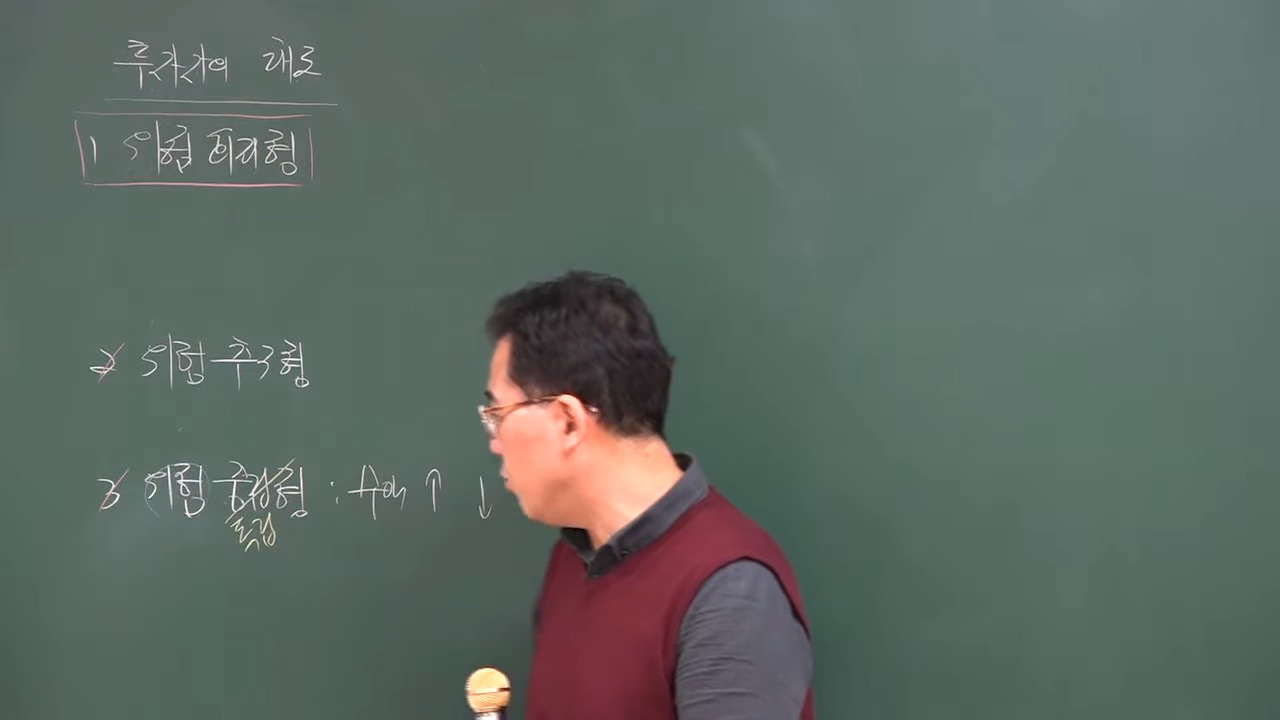 투자자의 태도
1 위험 회피형
2 위험 추구형
3 위험 중립형 : 수익 ↑ ↓